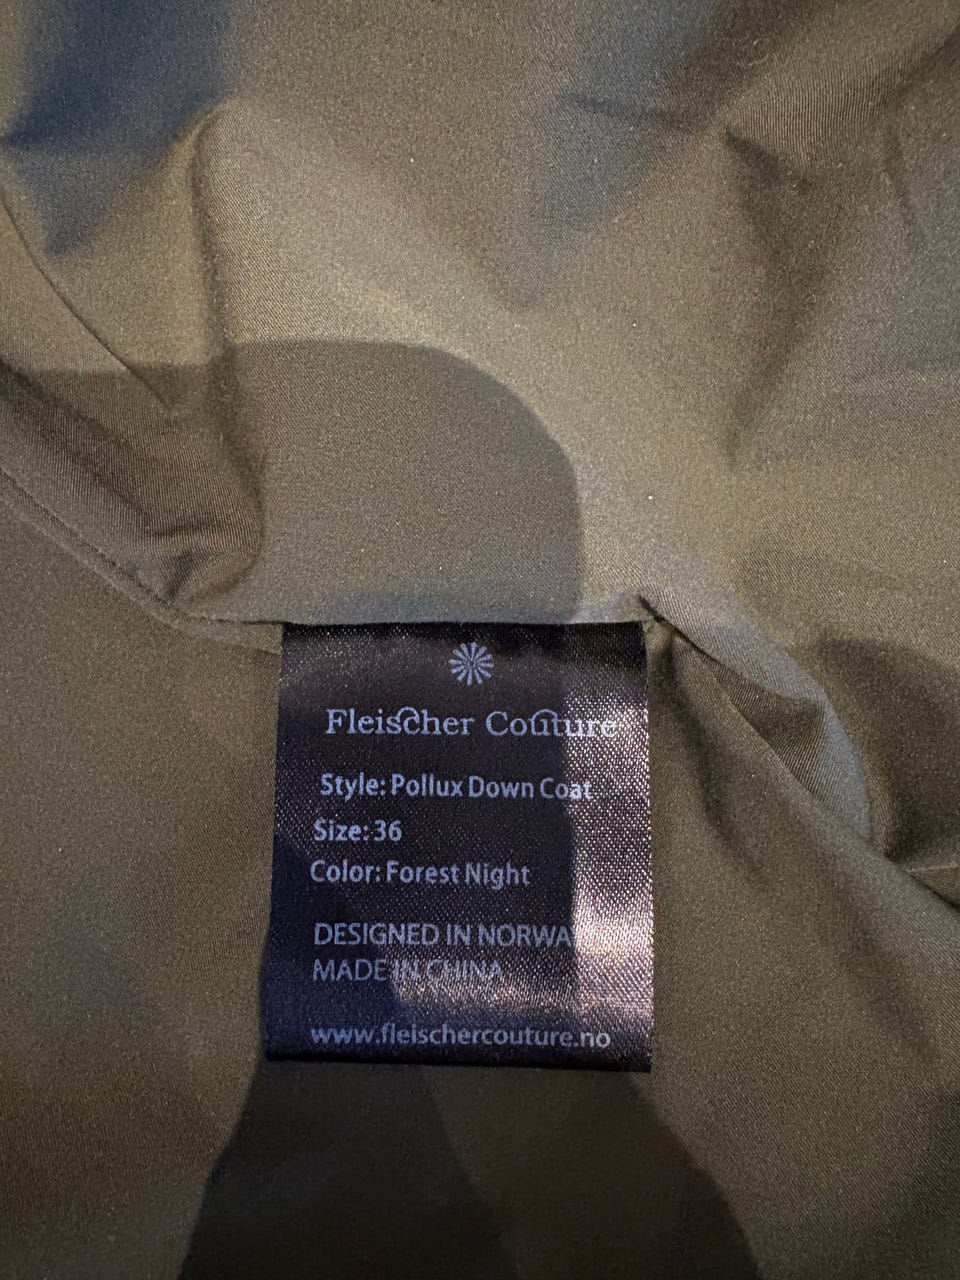 Fleischer Couture
Style: Pollux Down Coat
Size: 36
Color: Forest Night
DESIGNED IN NORWAY
MADE IN CHINA
www.fleischercouture.no